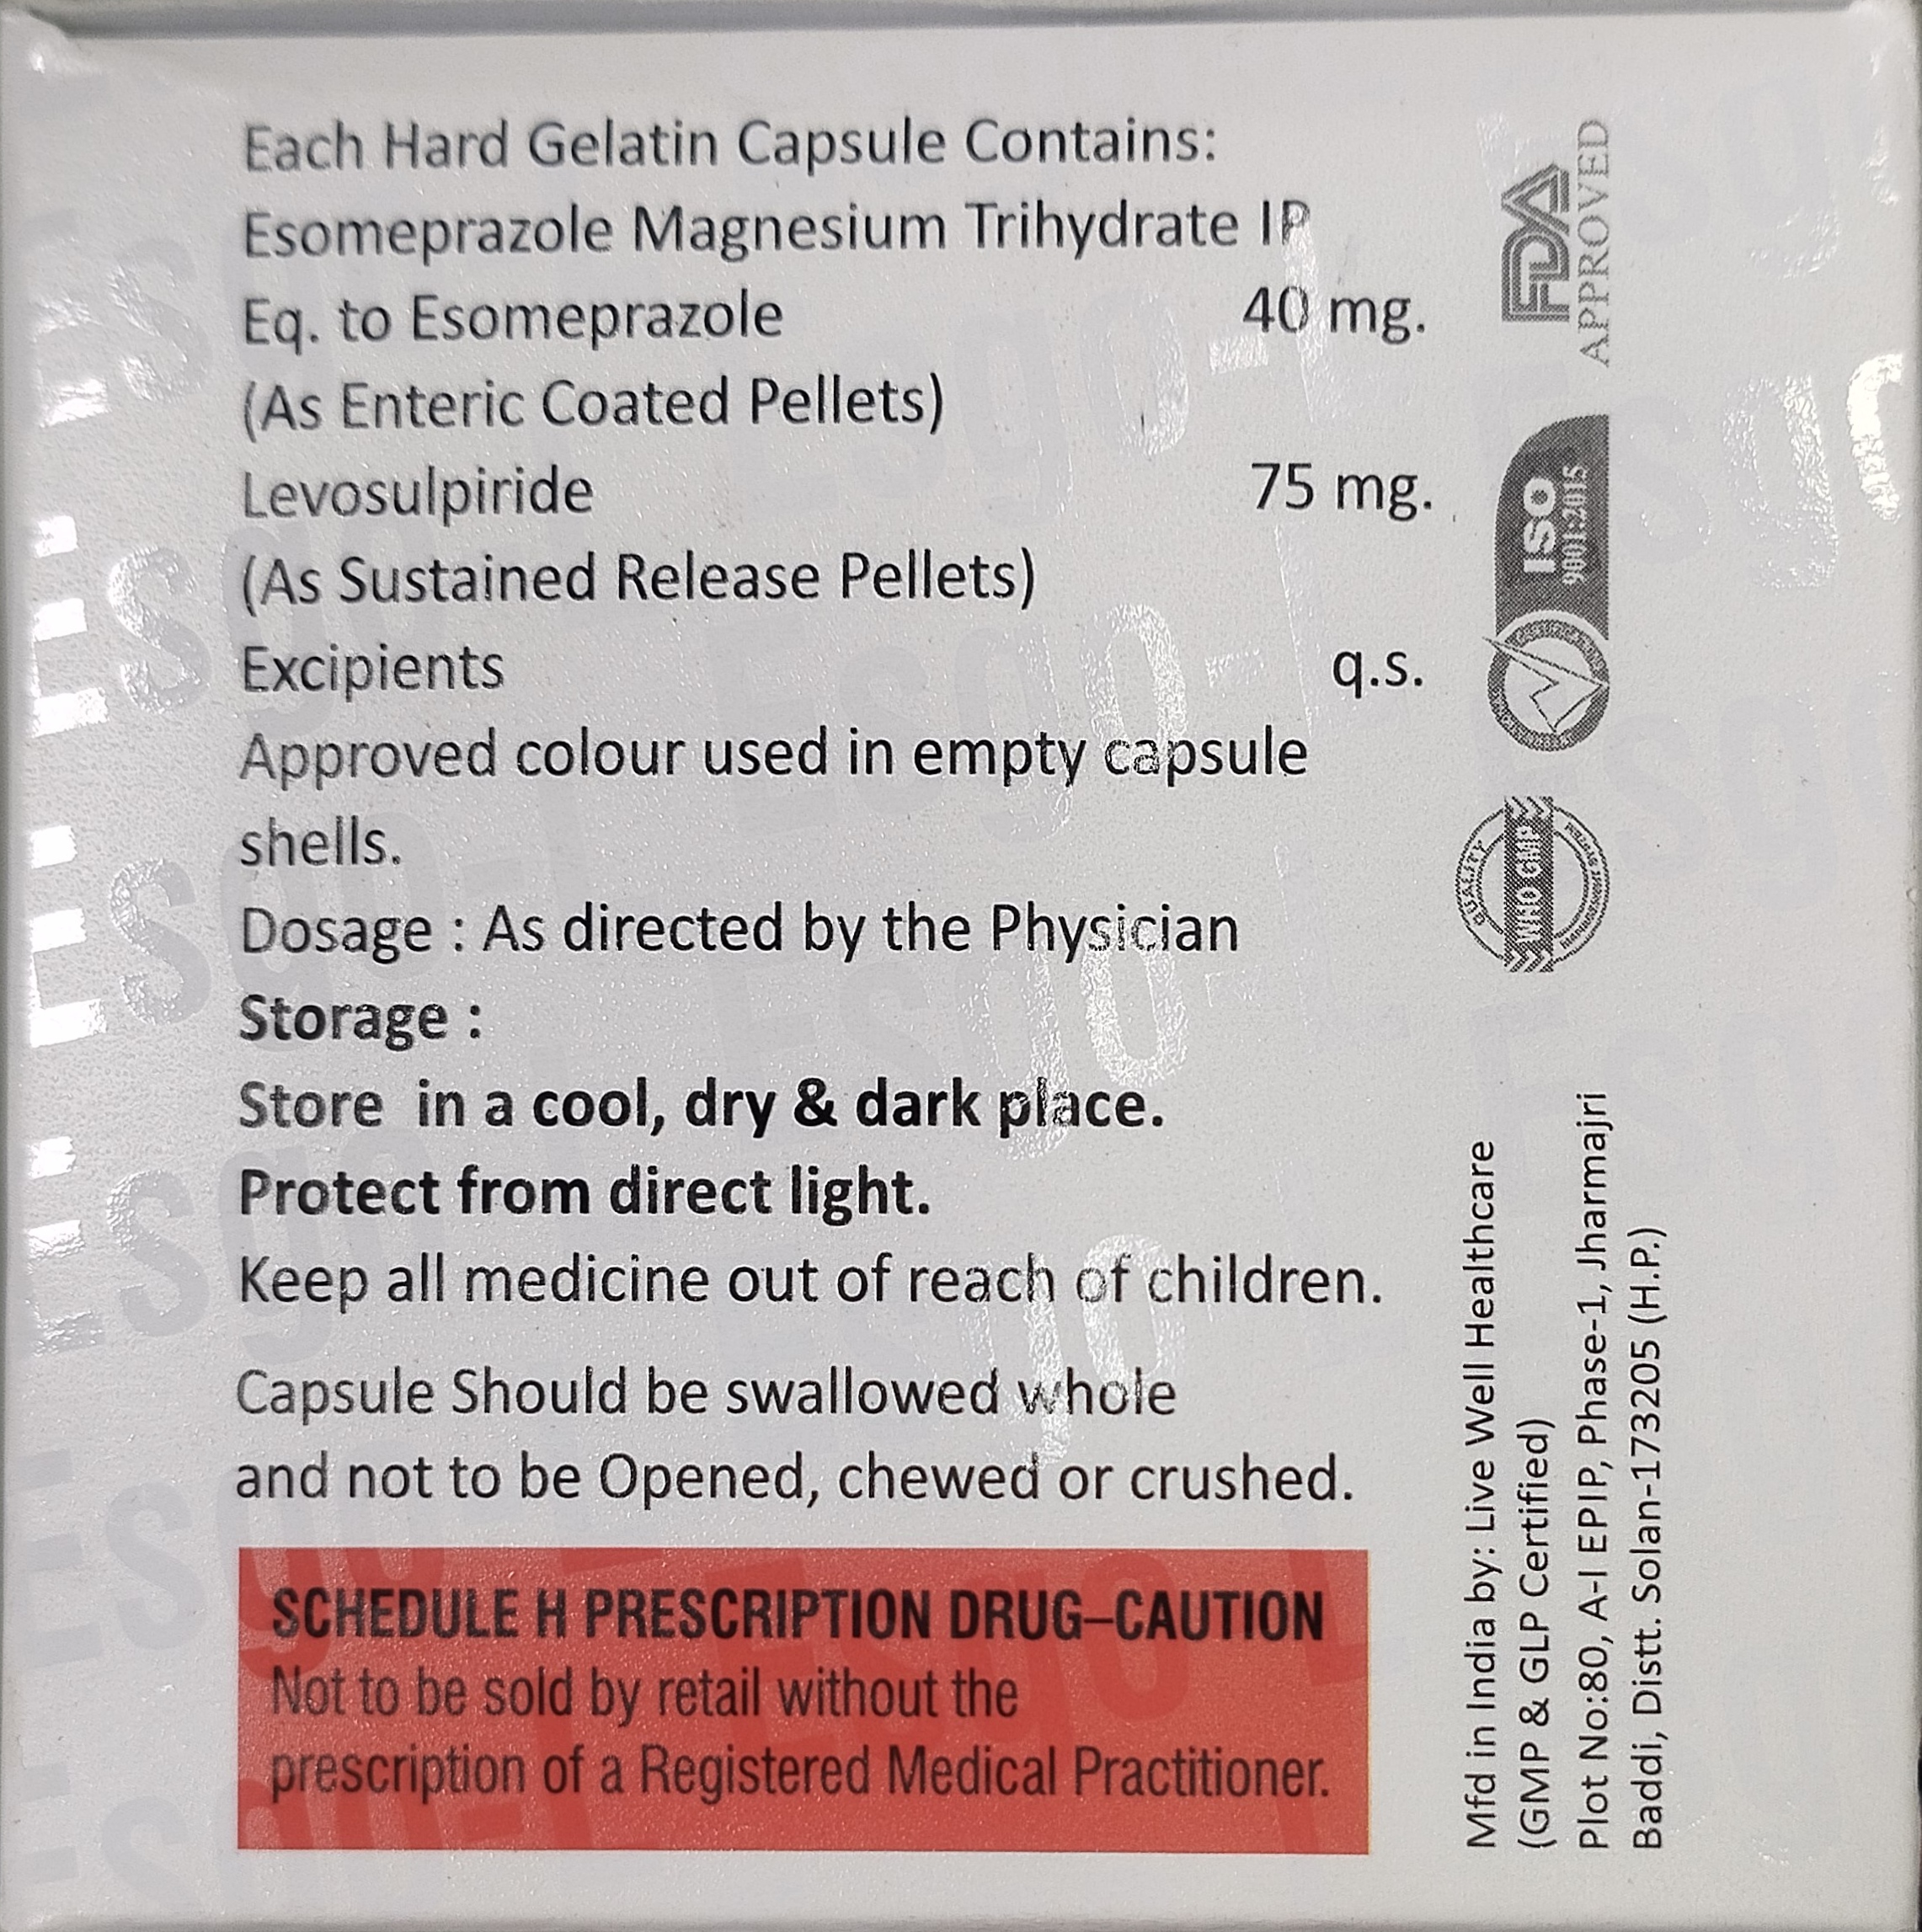 Each Hard Gelatin Capsule Contains:
Esomeprazole Magnesium Trihydrate IP
Eq. to Esomeprazole 40 mg.
(As Enteric Coated Pellets)
Levosulpiride 75 mg.
(As Sustained Release Pellets)
Excipients q.s.
Approved colour used in empty capsule
shells.
Dosage : As directed by the Physician
Storage :
Store in a cool, dry & dark place.
Protect from direct light.
Keep all medicine out of reach of children.
Capsule Should be swallowed whole
and not to be Opened, chewed or crushed.
SCHEDULE H PRESCRIPTION DRUG–CAUTION
Not to be sold by retail without the
prescription of a Registered Medical Practitioner.
FDA
APPROVED
ISO
9001:2015
QUALITY
WHO GMP
Mfd in India by: Live Well Healthcare
(GMP & GLP Certified)
Plot No:80, A-I EPIP, Phase-1, Jharmajri
Baddi, Distt. Solan-173205 (H.P.)
Esgo-L